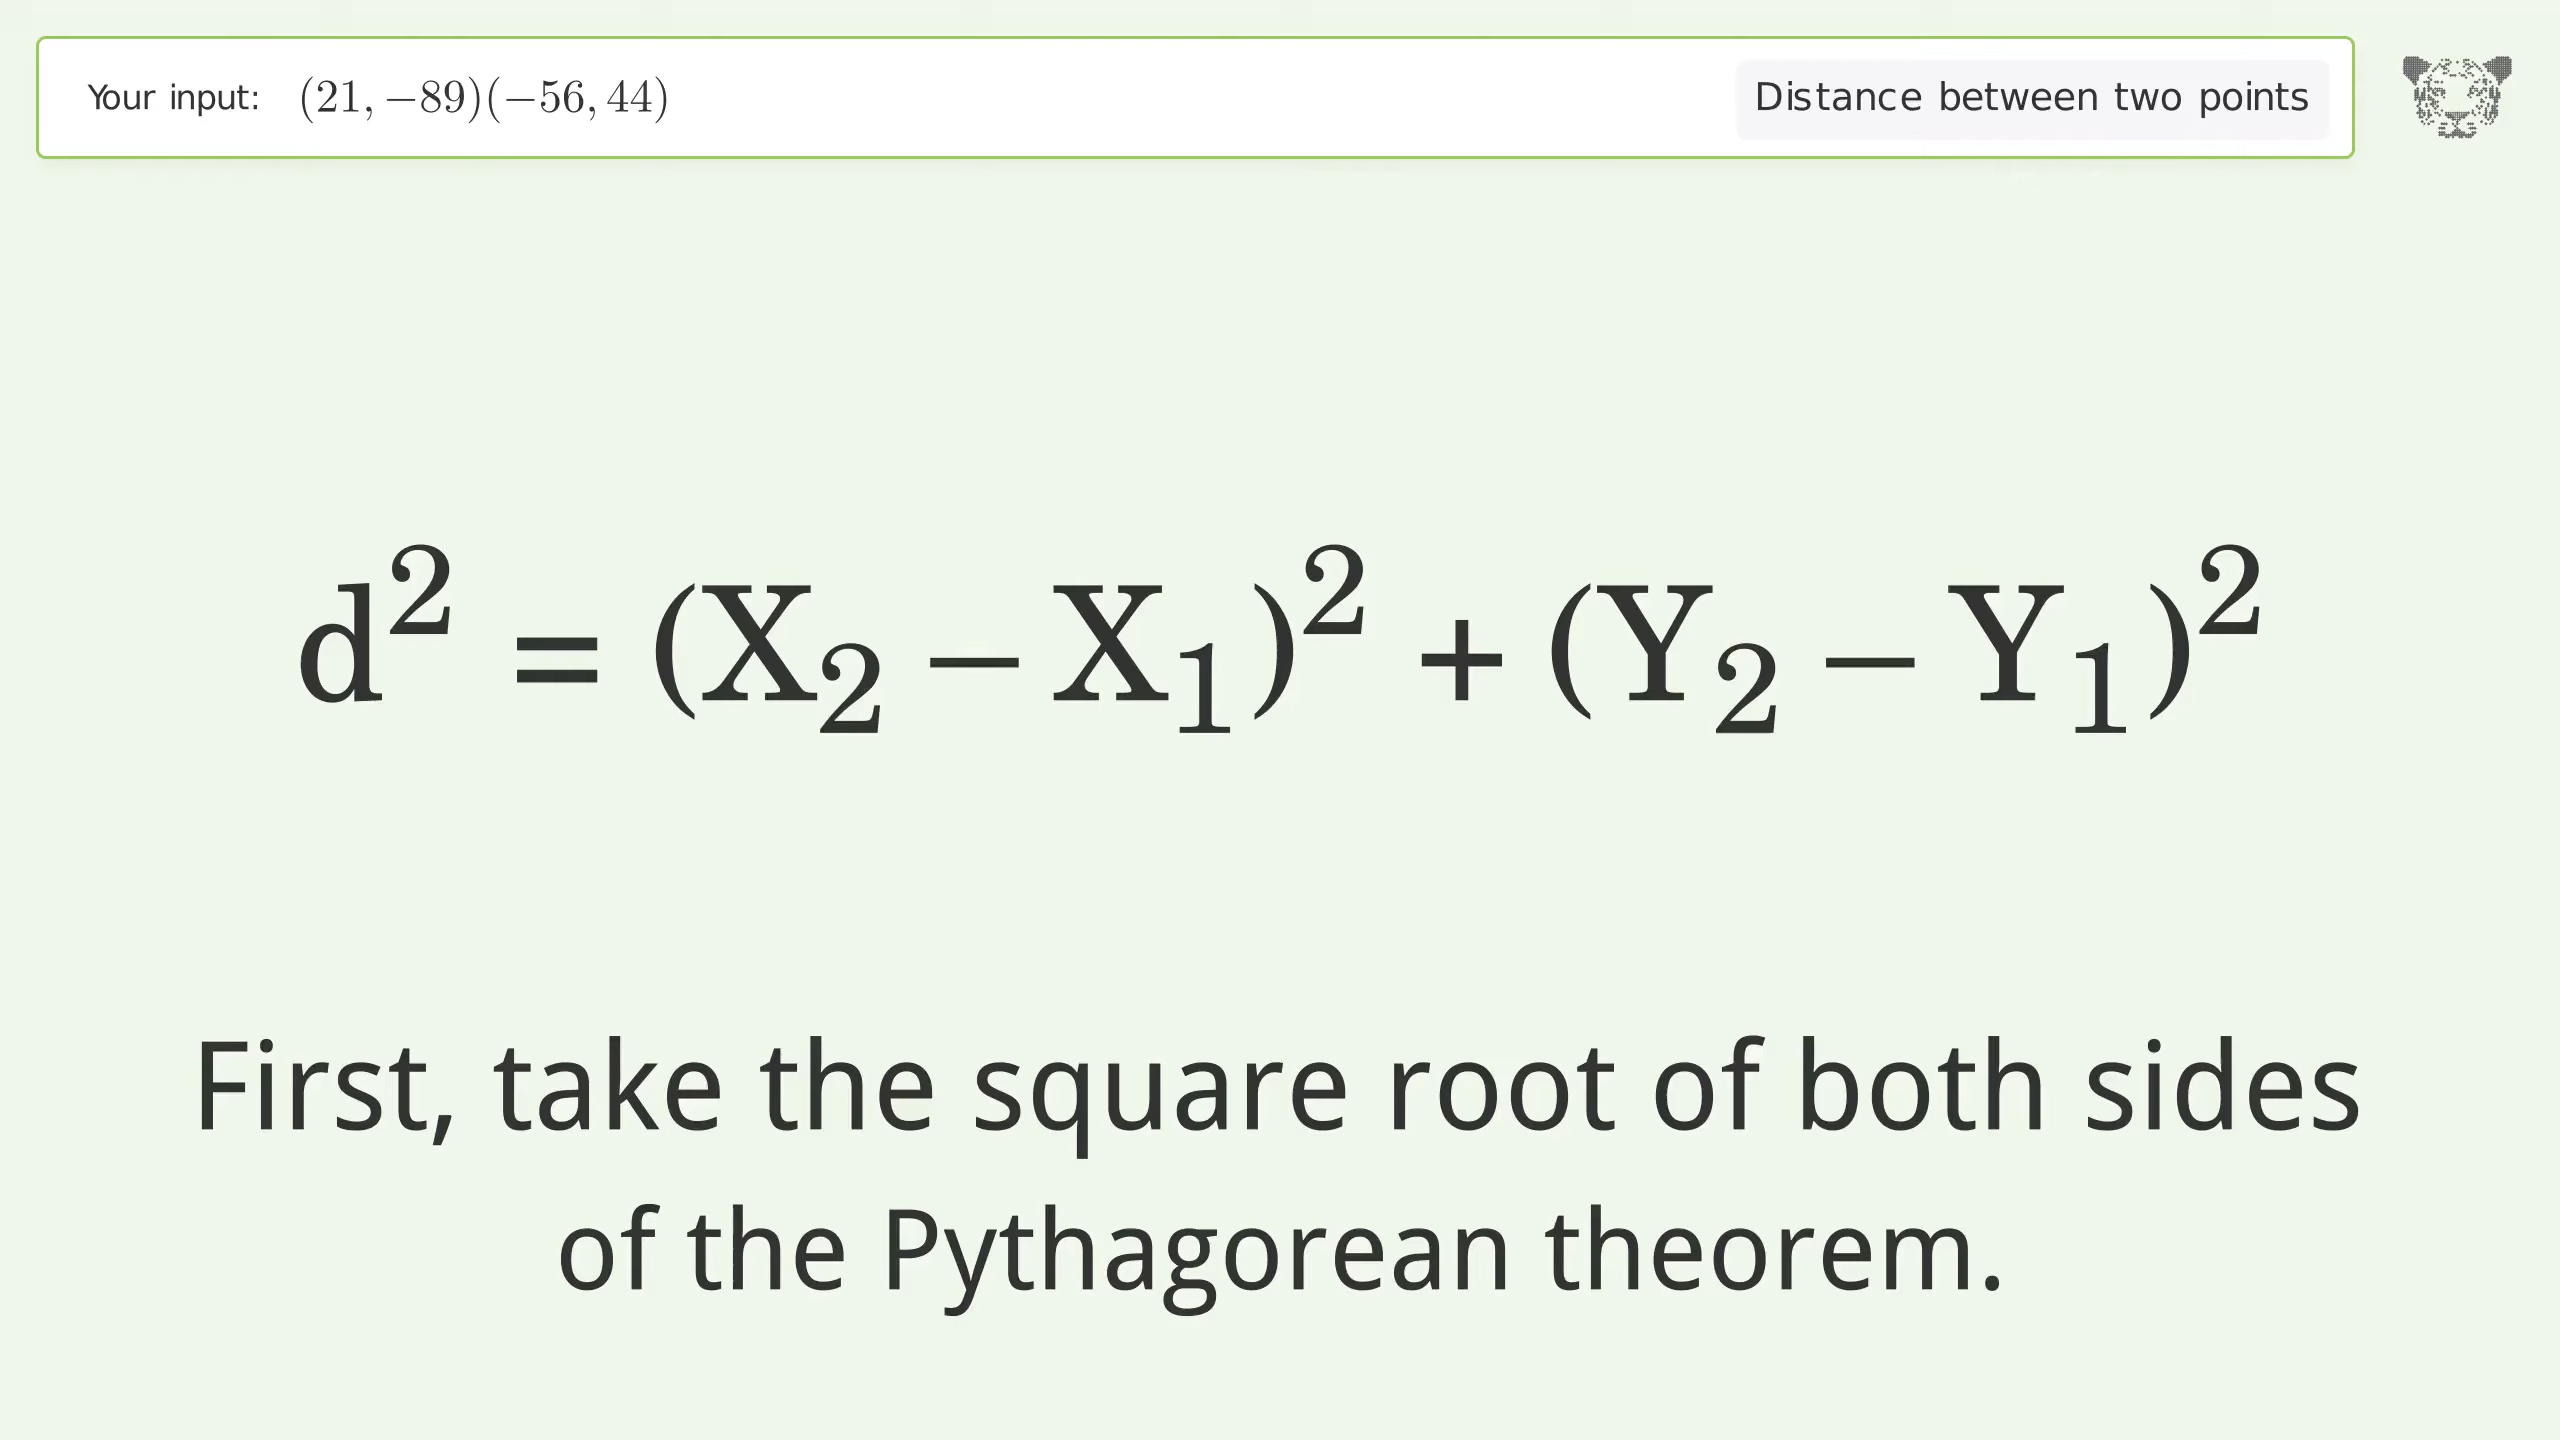 Your input: (21, −89)(−56, 44) Distance between two points
d² = (X₂ − X₁)² + (Y₂ − Y₁)²
First, take the square root of both sides
of the Pythagorean theorem.